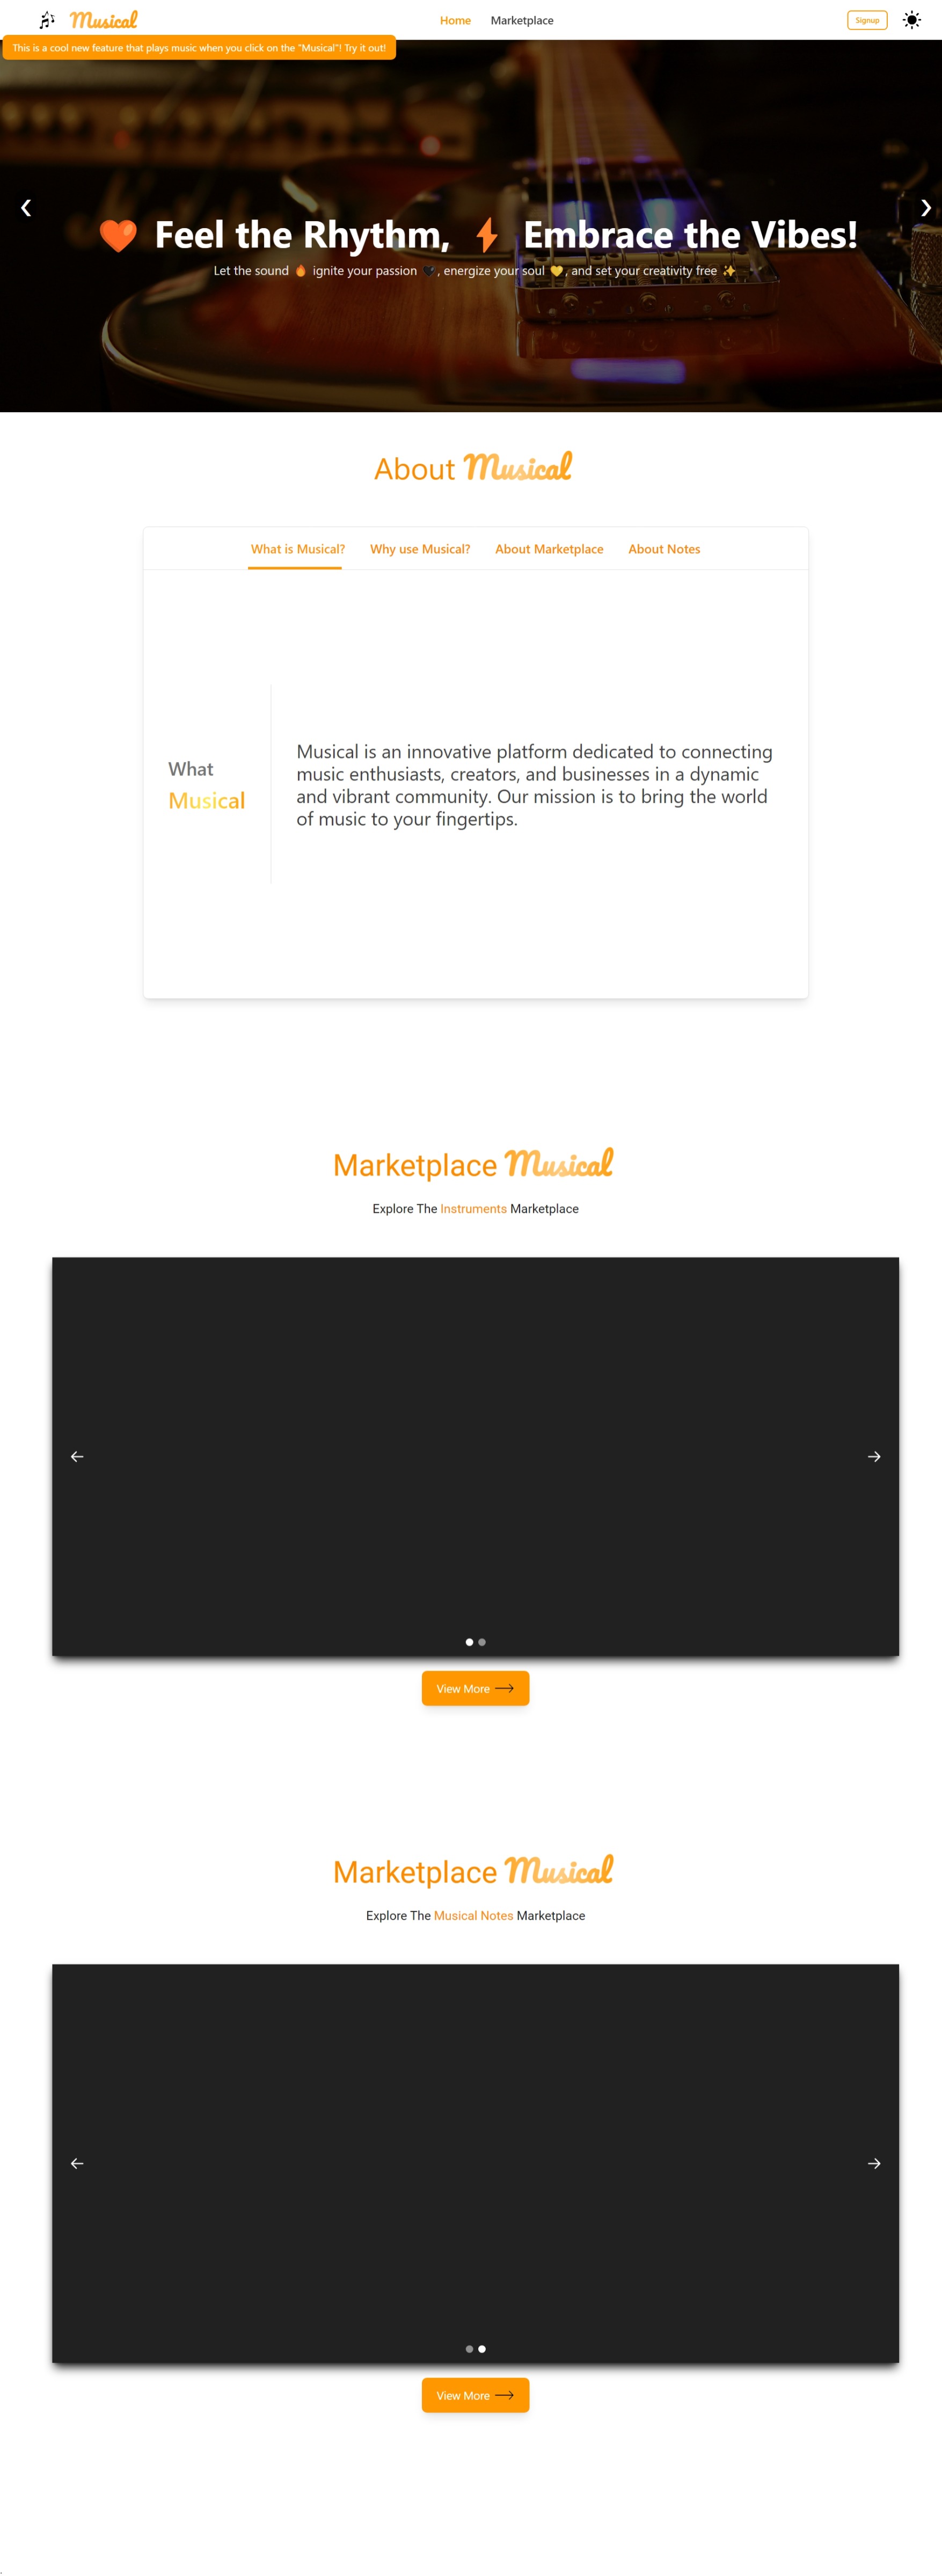 Musical
Home
Marketplace
Signup
This is a cool new feature that plays music when you click on the "Musical"! Try it out!
❤️ Feel the Rhythm, ⚡ Embrace the Vibes!
Let the sound 🔥 ignite your passion 🖤, energize your soul 💛, and set your creativity free ✨
About Musical
What is Musical?
Why use Musical?
About Marketplace
About Notes
What
Musical
Musical is an innovative platform dedicated to connecting
music enthusiasts, creators, and businesses in a dynamic
and vibrant community. Our mission is to bring the world
of music to your fingertips.
Marketplace Musical
Explore The Instruments Marketplace
View More
Marketplace Musical
Explore The Musical Notes Marketplace
View More
.